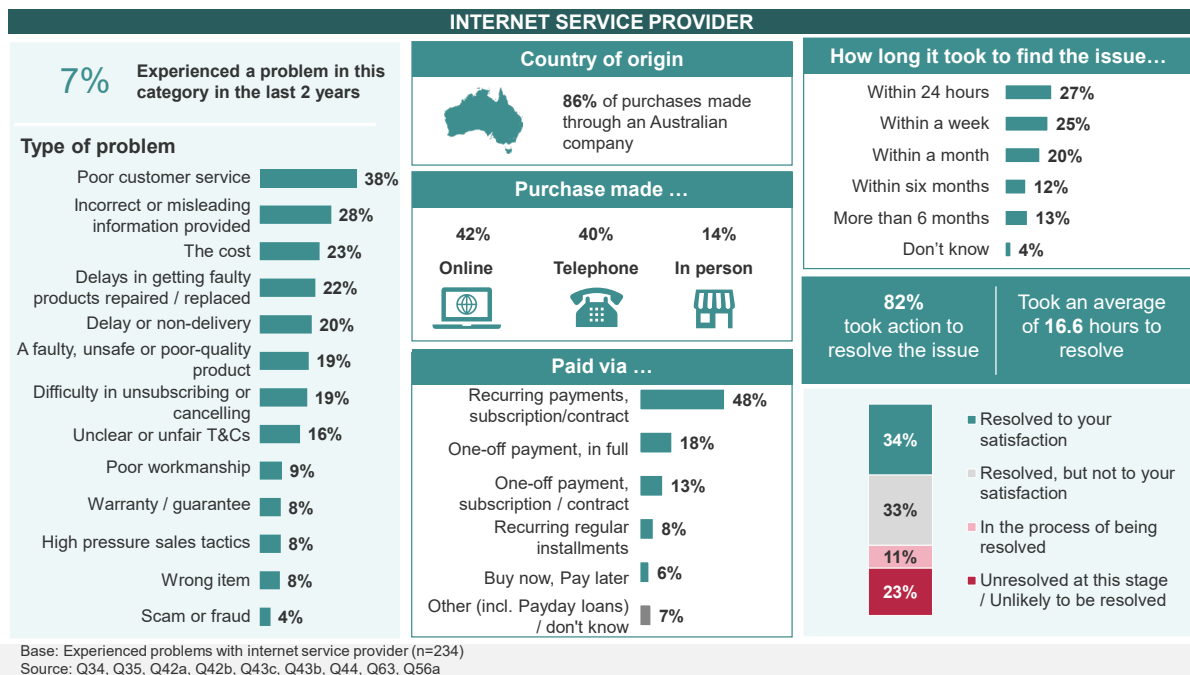 INTERNET SERVICE PROVIDER
7%
Experienced a problem in this
category in the last 2 years
Type of problem
Poor customer service 38%
Incorrect or misleading
information provided 28%
The cost 23%
Delays in getting faulty
products repaired / replaced 22%
Delay or non-delivery 20%
A faulty, unsafe or poor-quality
product 19%
Difficulty in unsubscribing or
cancelling 19%
Unclear or unfair T&Cs 16%
Poor workmanship 9%
Warranty / guarantee 8%
High pressure sales tactics 8%
Wrong item 8%
Scam or fraud 4%
Country of origin
86% of purchases made
through an Australian
company
Purchase made …
42% 40% 14%
Online Telephone In person
Paid via …
Recurring payments,
subscription/contract 48%
One-off payment, in full 18%
One-off payment,
subscription / contract 13%
Recurring regular
installments 8%
Buy now, Pay later 6%
Other (incl. Payday loans)
/ don't know 7%
How long it took to find the issue…
Within 24 hours 27%
Within a week 25%
Within a month 20%
Within six months 12%
More than 6 months 13%
Don’t know 4%
82%
took action to
resolve the issue
Took an average
of 16.6 hours to
resolve
34%
33%
11%
23%
Resolved to your
satisfaction
Resolved, but not to your
satisfaction
In the process of being
resolved
Unresolved at this stage
/ Unlikely to be resolved
Base: Experienced problems with internet service provider (n=234)
Source: Q34, Q35, Q42a, Q42b, Q43c, Q43b, Q44, Q63, Q56a